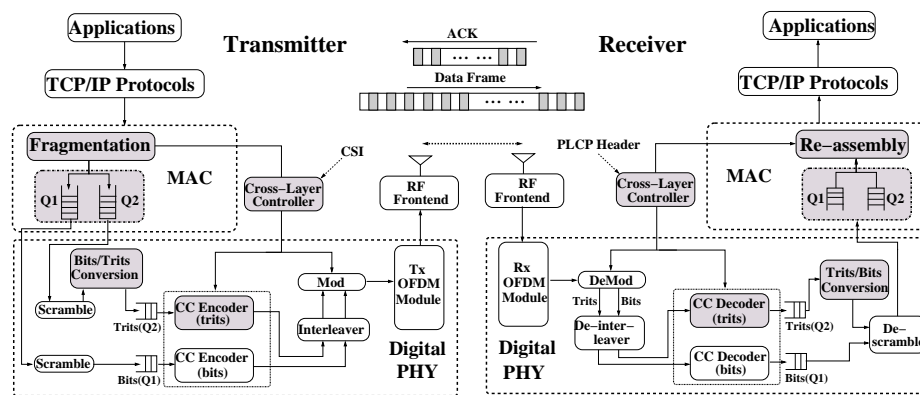 Applications
Transmitter
ACK
... ...
Receiver
Applications
TCP/IP Protocols
Data Frame
... ...
TCP/IP Protocols
Fragmentation
MAC
Q1
Q2
CSI
Cross-Layer
Controller
RF
Frontend
PLCP Header
RF
Frontend
Cross-Layer
Controller
MAC
Re-assembly
Q1
Q2
Bits/Trits
Conversion
Scramble
Trits(Q2)
CC Encoder
(trits)
Mod
Interleaver
Tx
OFDM
Module
Scramble
Bits(Q1)
CC Encoder
(bits)
Digital
PHY
Rx
OFDM
Module
DeMod
Trits
Bits
De-inter-
leaver
CC Decoder
(trits)
Trits(Q2)
Trits/Bits
Conversion
De-
scramble
CC Decoder
(bits)
Bits(Q1)
Digital
PHY